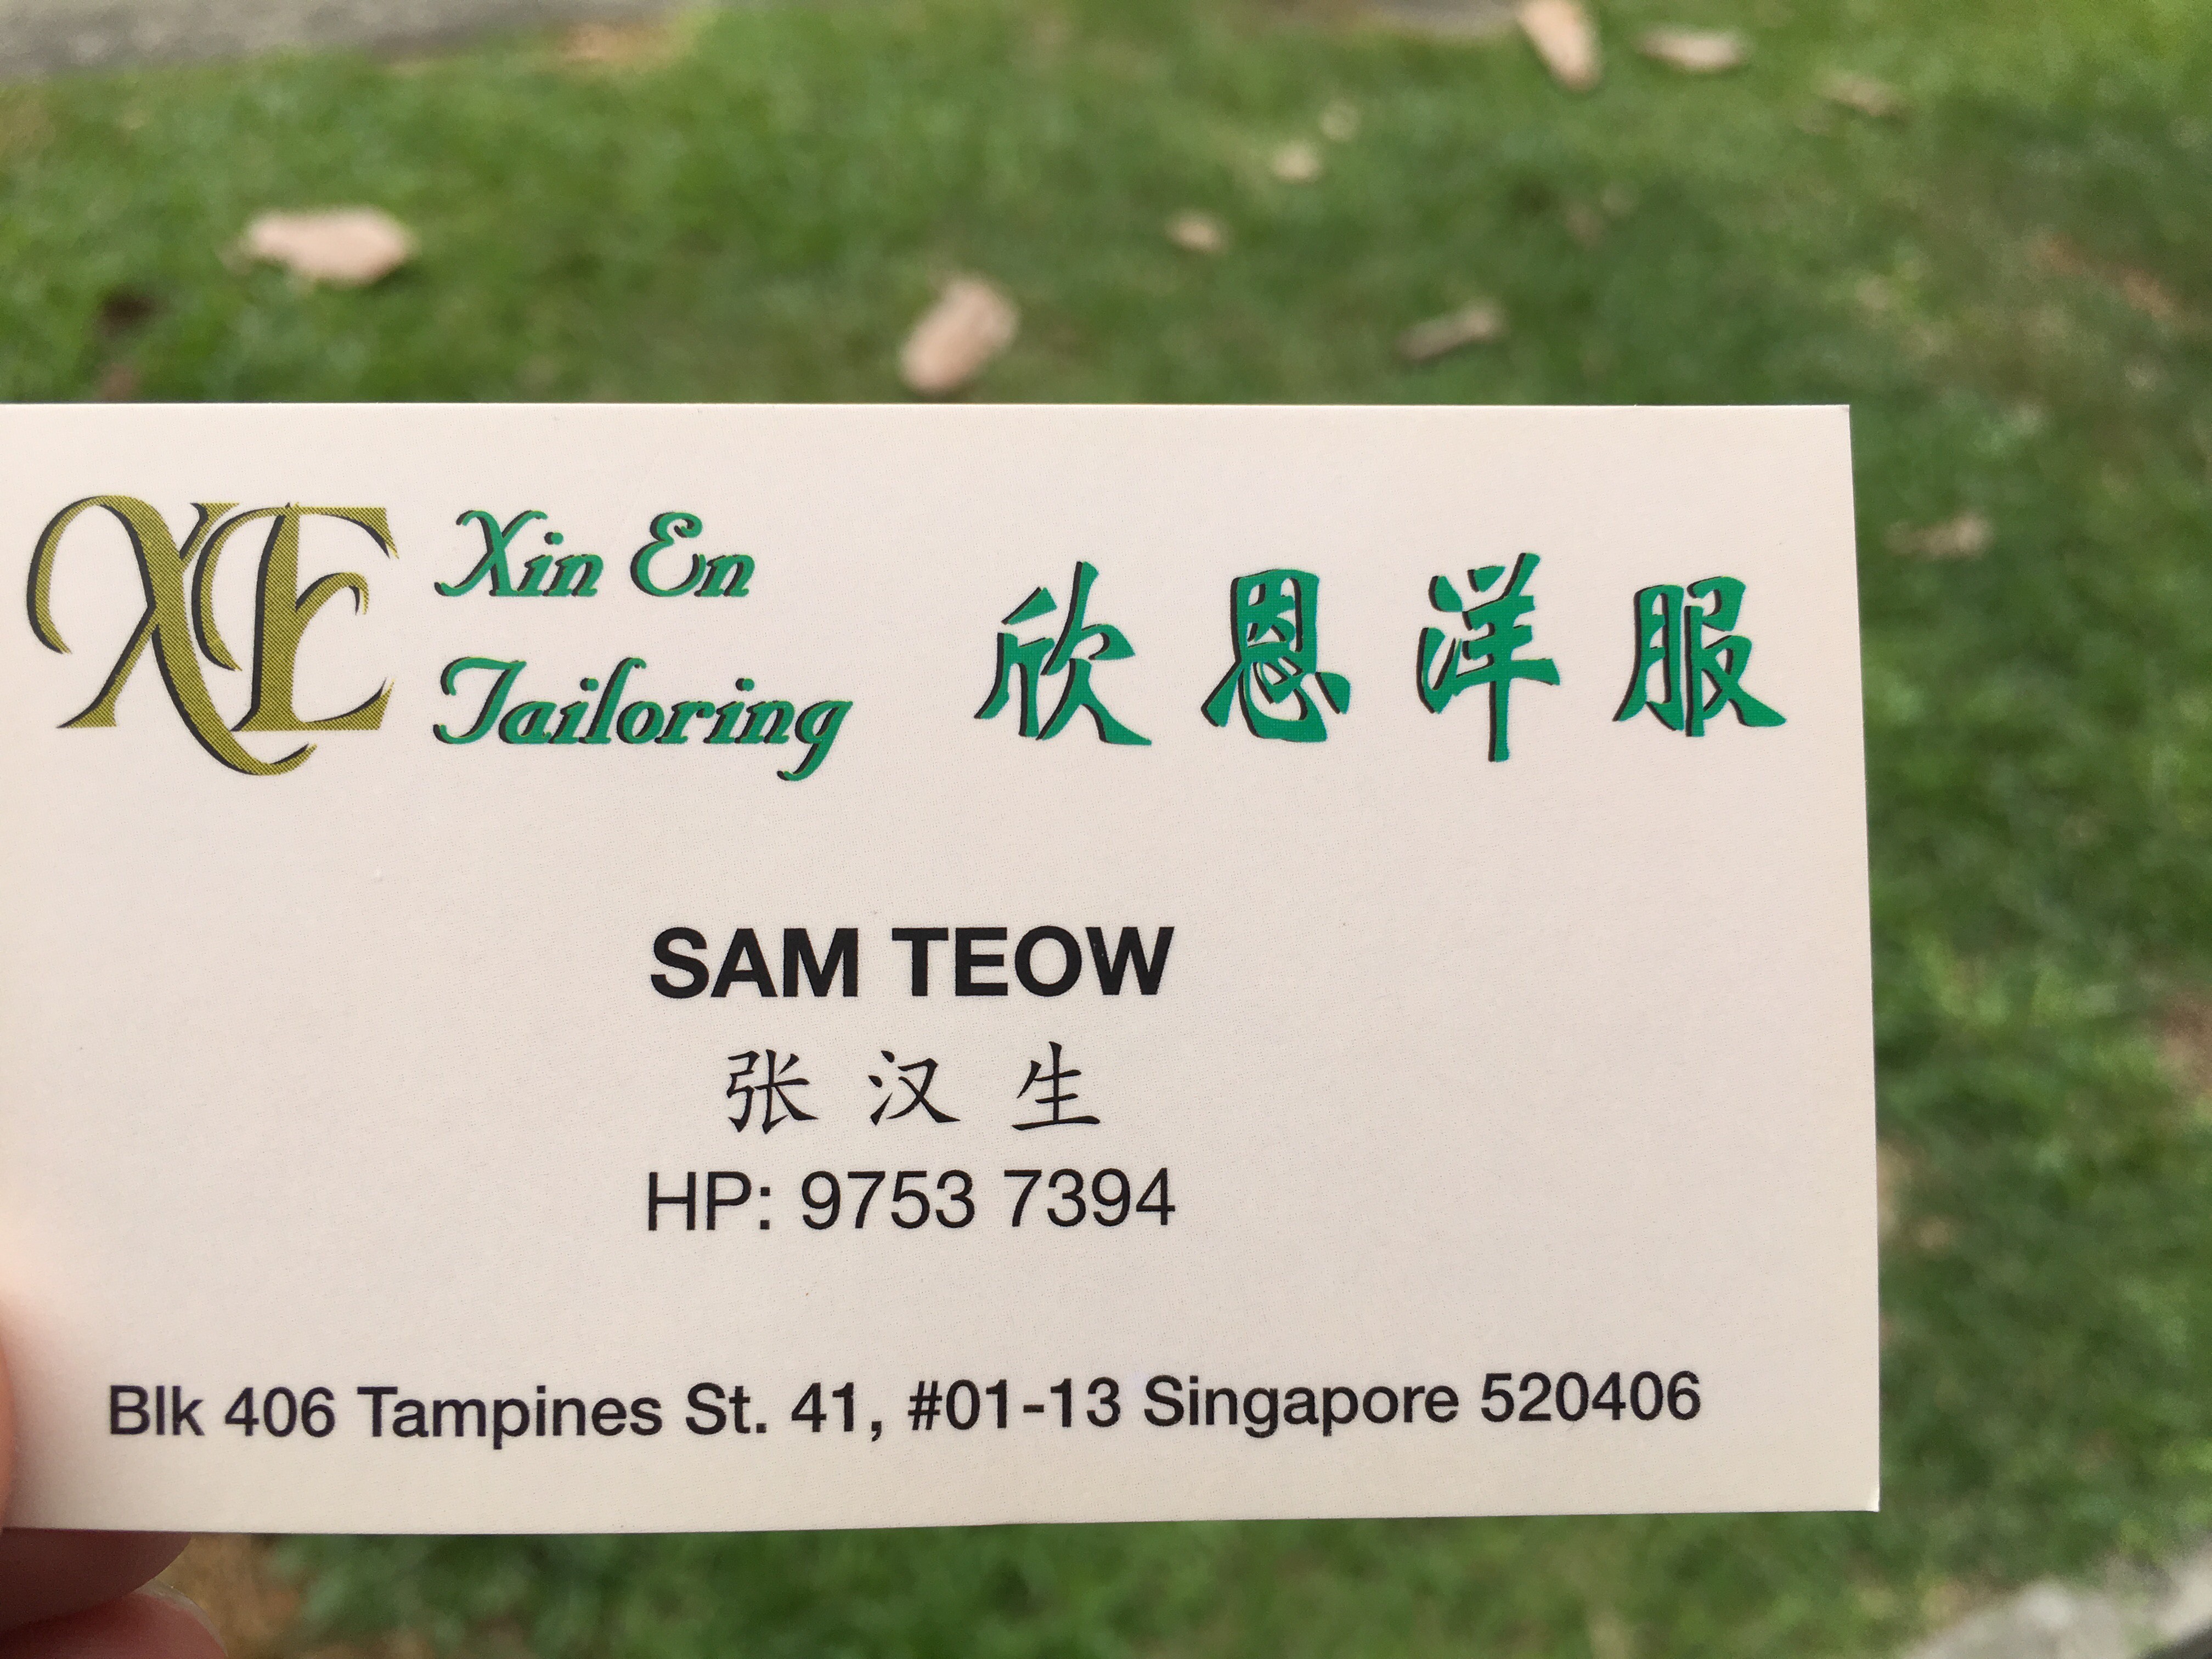 XE
Xin En
Tailoring
欣恩洋服
SAM TEOW
张汉生
HP: 9753 7394
Blk 406 Tampines St. 41, #01-13 Singapore 520406